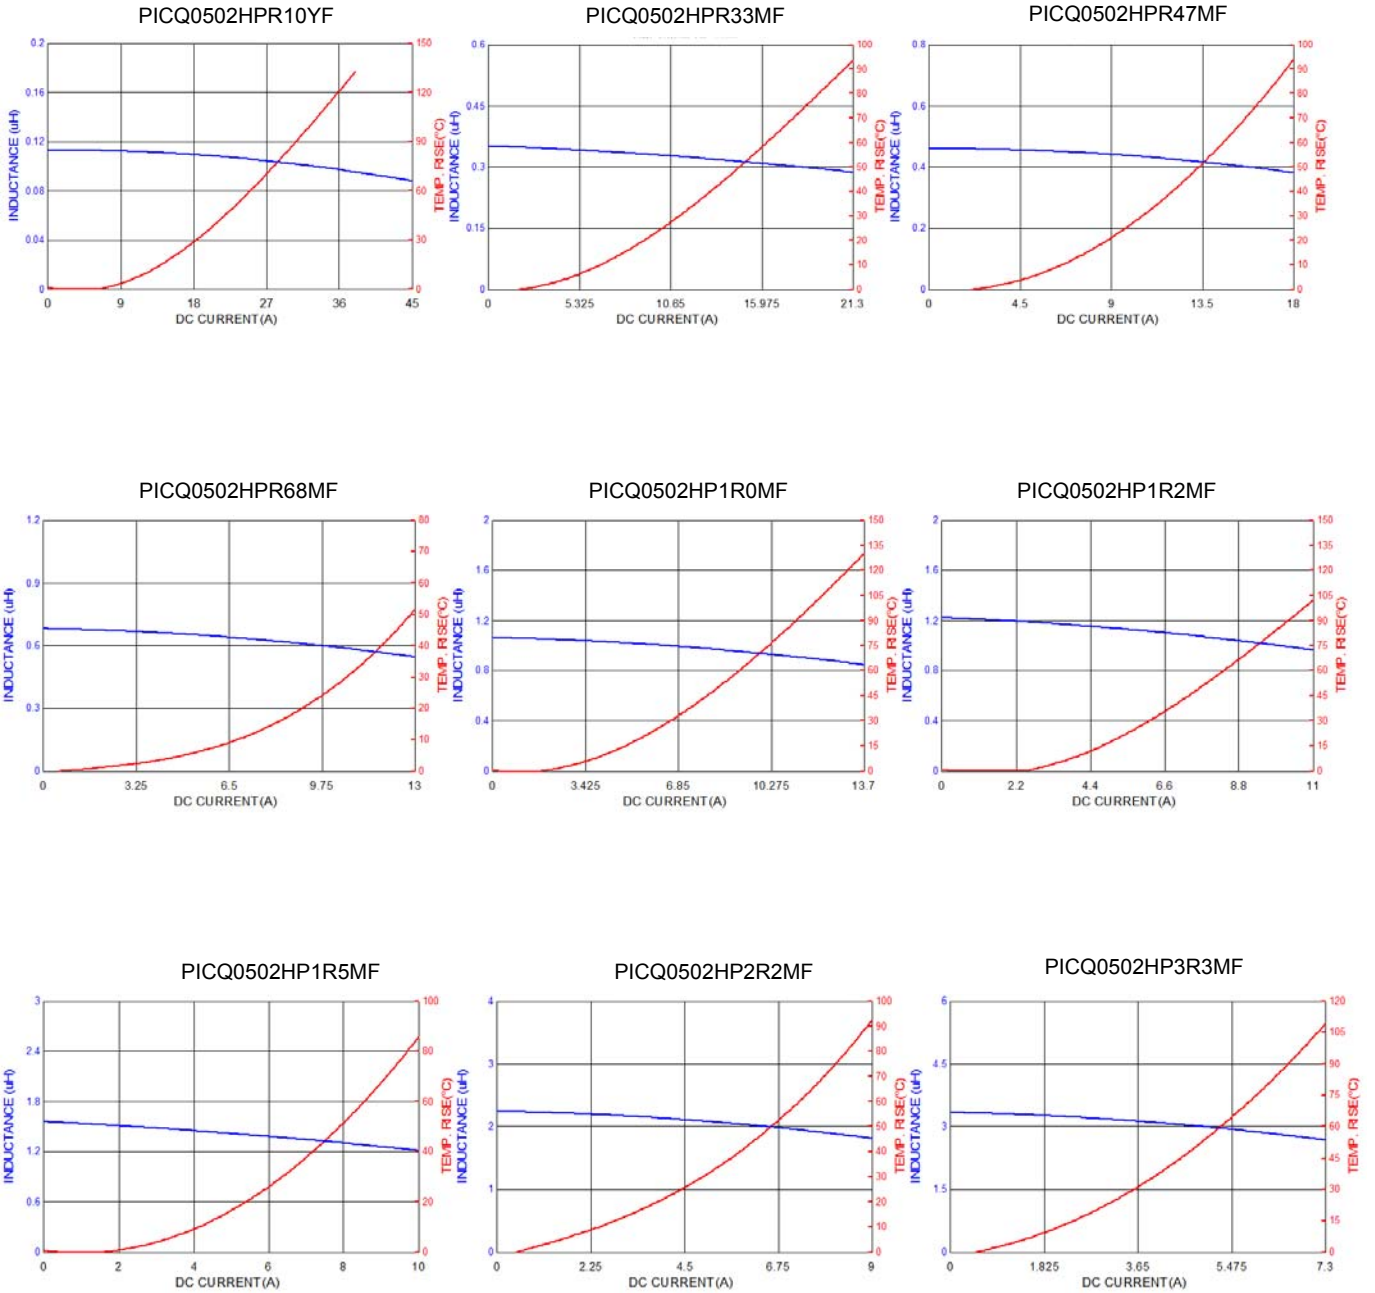 PICQ0502HPR10YF
0.2
0.16
0.12
0.08
0.04
0
150
120
90
60
30
0
0 9 18 27 36 45
INDUCTANCE (uH)
TEMP. RISE(°C)
DC CURRENT(A)
PICQ0502HPR33MF
0.6
0.45
0.3
0.15
0
100
90
80
70
60
50
40
30
20
10
0
0 5.325 10.65 15.975 21.3
INDUCTANCE (uH)
TEMP. RISE(°C)
DC CURRENT(A)
PICQ0502HPR47MF
0.8
0.6
0.4
0.2
0
100
90
80
70
60
50
40
30
20
10
0
0 4.5 9 13.5 18
INDUCTANCE (uH)
TEMP. RISE(°C)
DC CURRENT(A)
PICQ0502HPR68MF
1.2
0.9
0.6
0.3
0
80
70
60
50
40
30
20
10
0
0 3.25 6.5 9.75 13
INDUCTANCE (uH)
TEMP. RISE(°C)
DC CURRENT(A)
PICQ0502HP1R0MF
2
1.6
1.2
0.8
0.4
0
150
135
120
105
90
75
60
45
30
15
0
0 3.425 6.85 10.275 13.7
INDUCTANCE (uH)
TEMP. RISE(°C)
DC CURRENT(A)
PICQ0502HP1R2MF
2
1.6
1.2
0.8
0.4
0
150
135
120
105
90
75
60
45
30
15
0
0 2.2 4.4 6.6 8.8 11
INDUCTANCE (uH)
TEMP. RISE(°C)
DC CURRENT(A)
PICQ0502HP1R5MF
3
2.4
1.8
1.2
0.6
0
100
80
60
40
20
0
0 2 4 6 8 10
INDUCTANCE (uH)
TEMP. RISE(°C)
DC CURRENT(A)
PICQ0502HP2R2MF
4
3
2
1
0
100
90
80
70
60
50
40
30
20
10
0
0 2.25 4.5 6.75 9
INDUCTANCE (uH)
TEMP. RISE(°C)
DC CURRENT(A)
PICQ0502HP3R3MF
6
4.5
3
1.5
0
120
105
90
75
60
45
30
15
0
0 1.825 3.65 5.475 7.3
INDUCTANCE (uH)
TEMP. RISE(°C)
DC CURRENT(A)